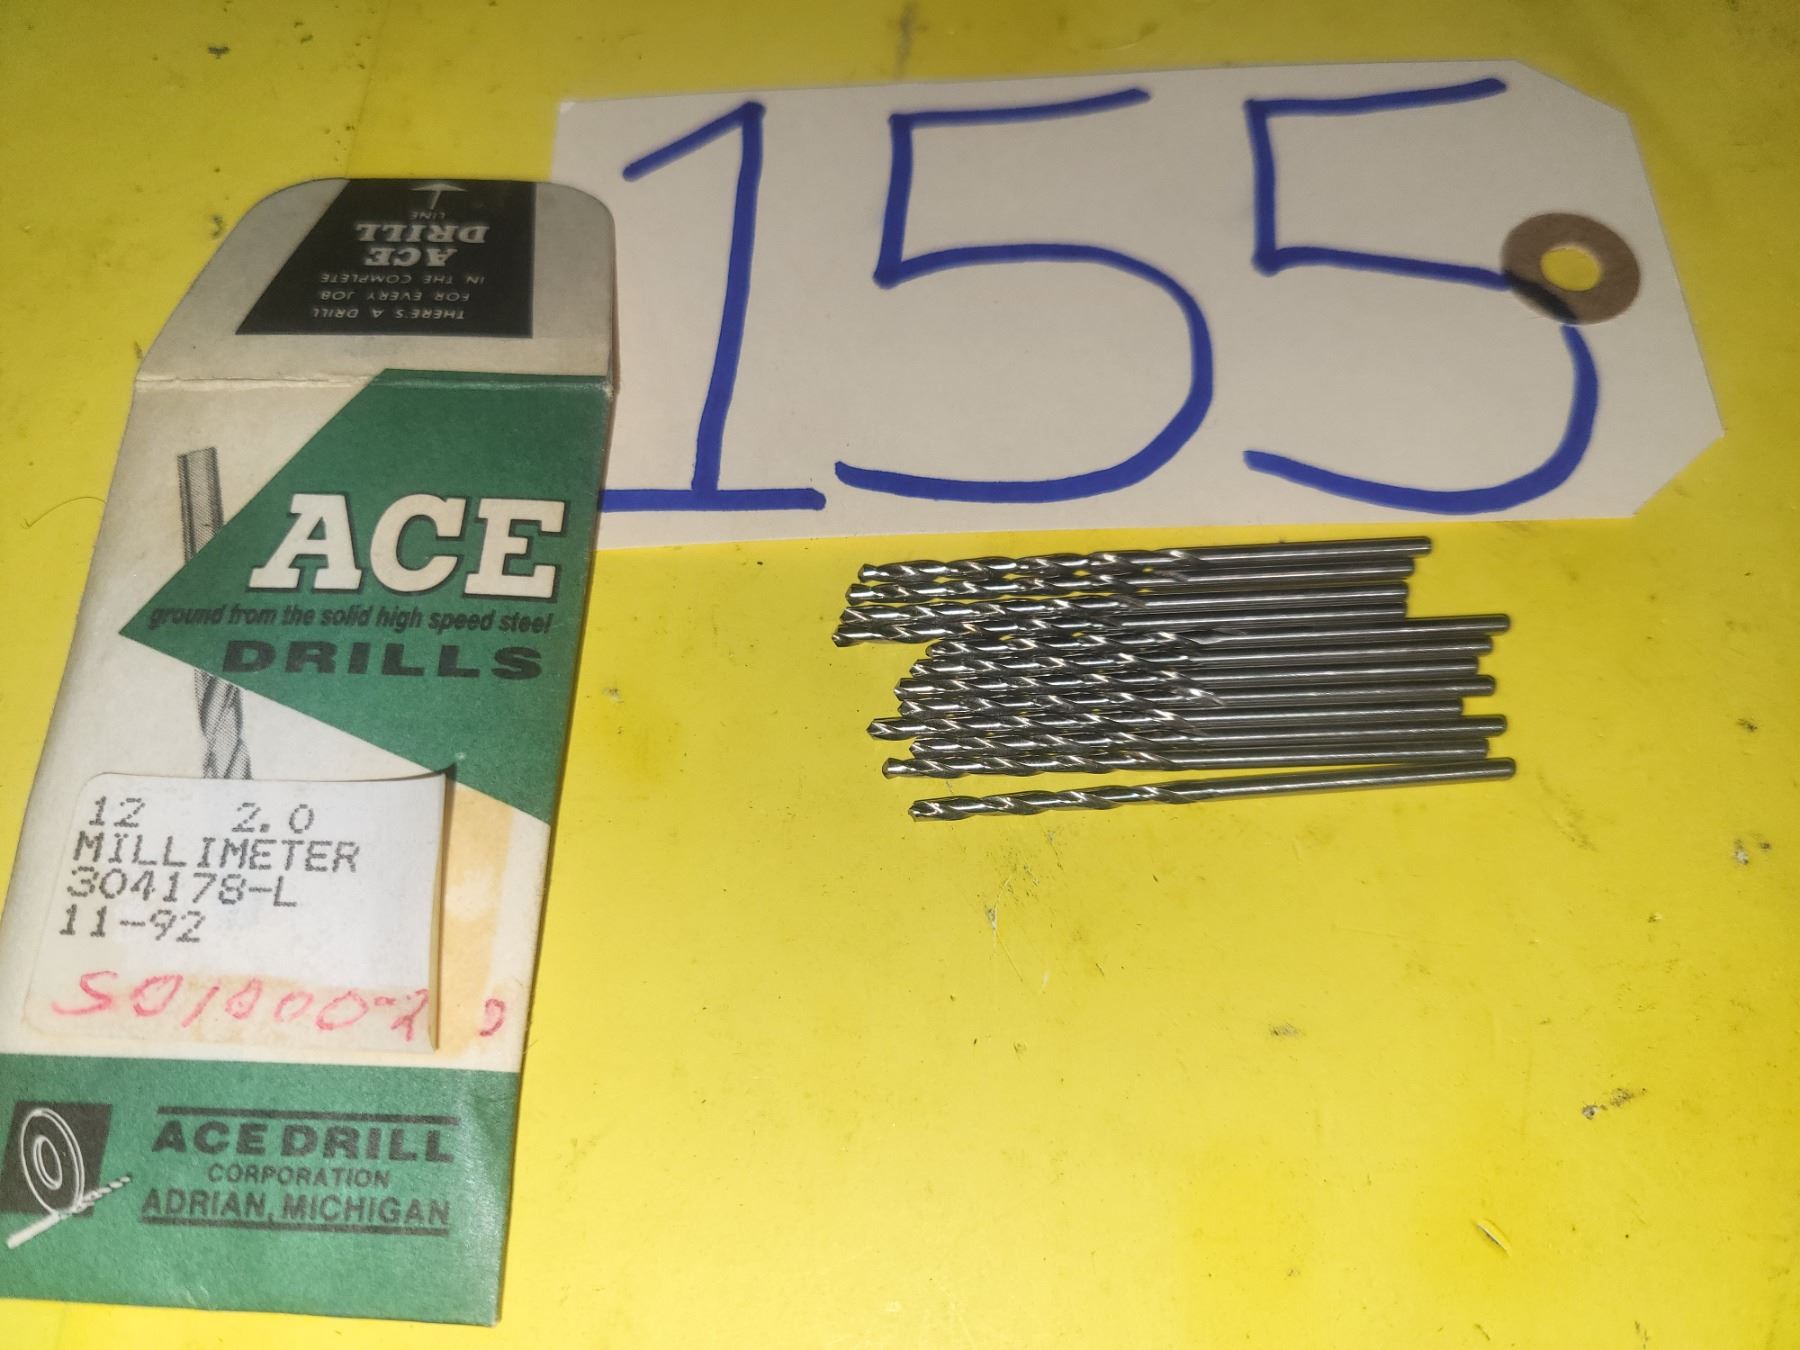 155
THERE'S A DRILL
FOR EVERY JOB
IN THE COMPLETE
ACE
DRILL
LINE
ACE
ground from the solid high speed steel
DRILLS
12 2.0
MILLIMETER
304178-L
11-92
ACE DRILL
CORPORATION
ADRIAN, MICHIGAN